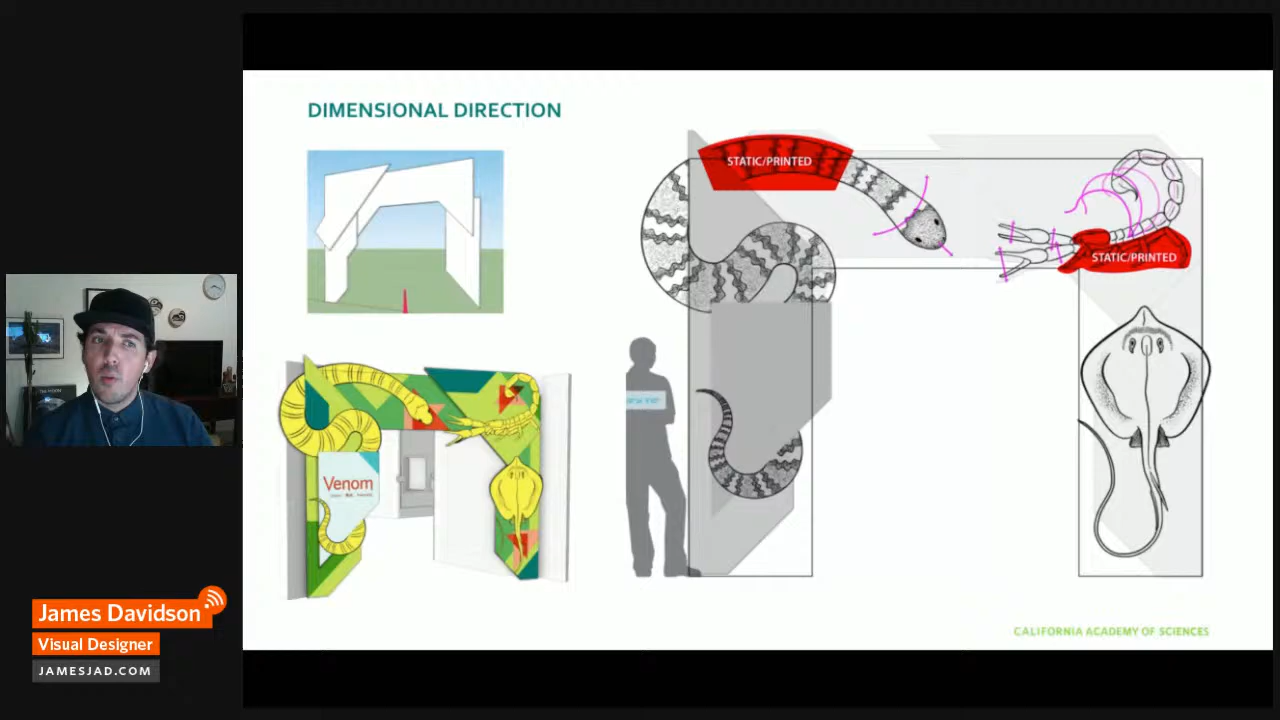 DIMENSIONAL DIRECTION
STATIC/PRINTED
STATIC/PRINTED
Venom
James Davidson
Visual Designer
JAMESJAD.COM
CALIFORNIA ACADEMY OF SCIENCES